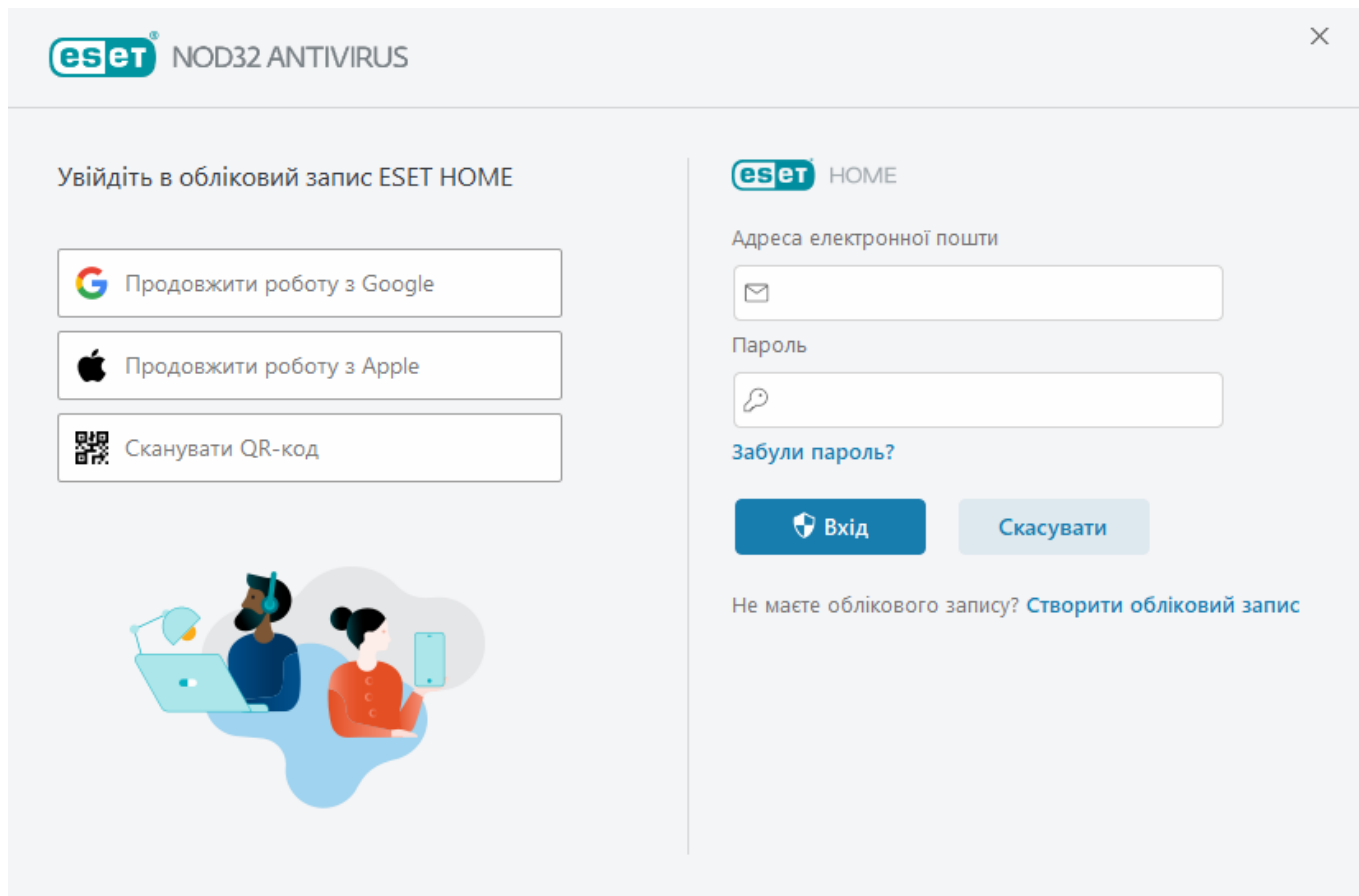 eset® NOD32 ANTIVIRUS
Увійдіть в обліковий запис ESET HOME
Продовжити роботу з Google
Продовжити роботу з Apple
Сканувати QR-код
eset HOME
Адреса електронної пошти
Пароль
Забули пароль?
Вхід
Скасувати
Не маєте облікового запису? Створити обліковий запис